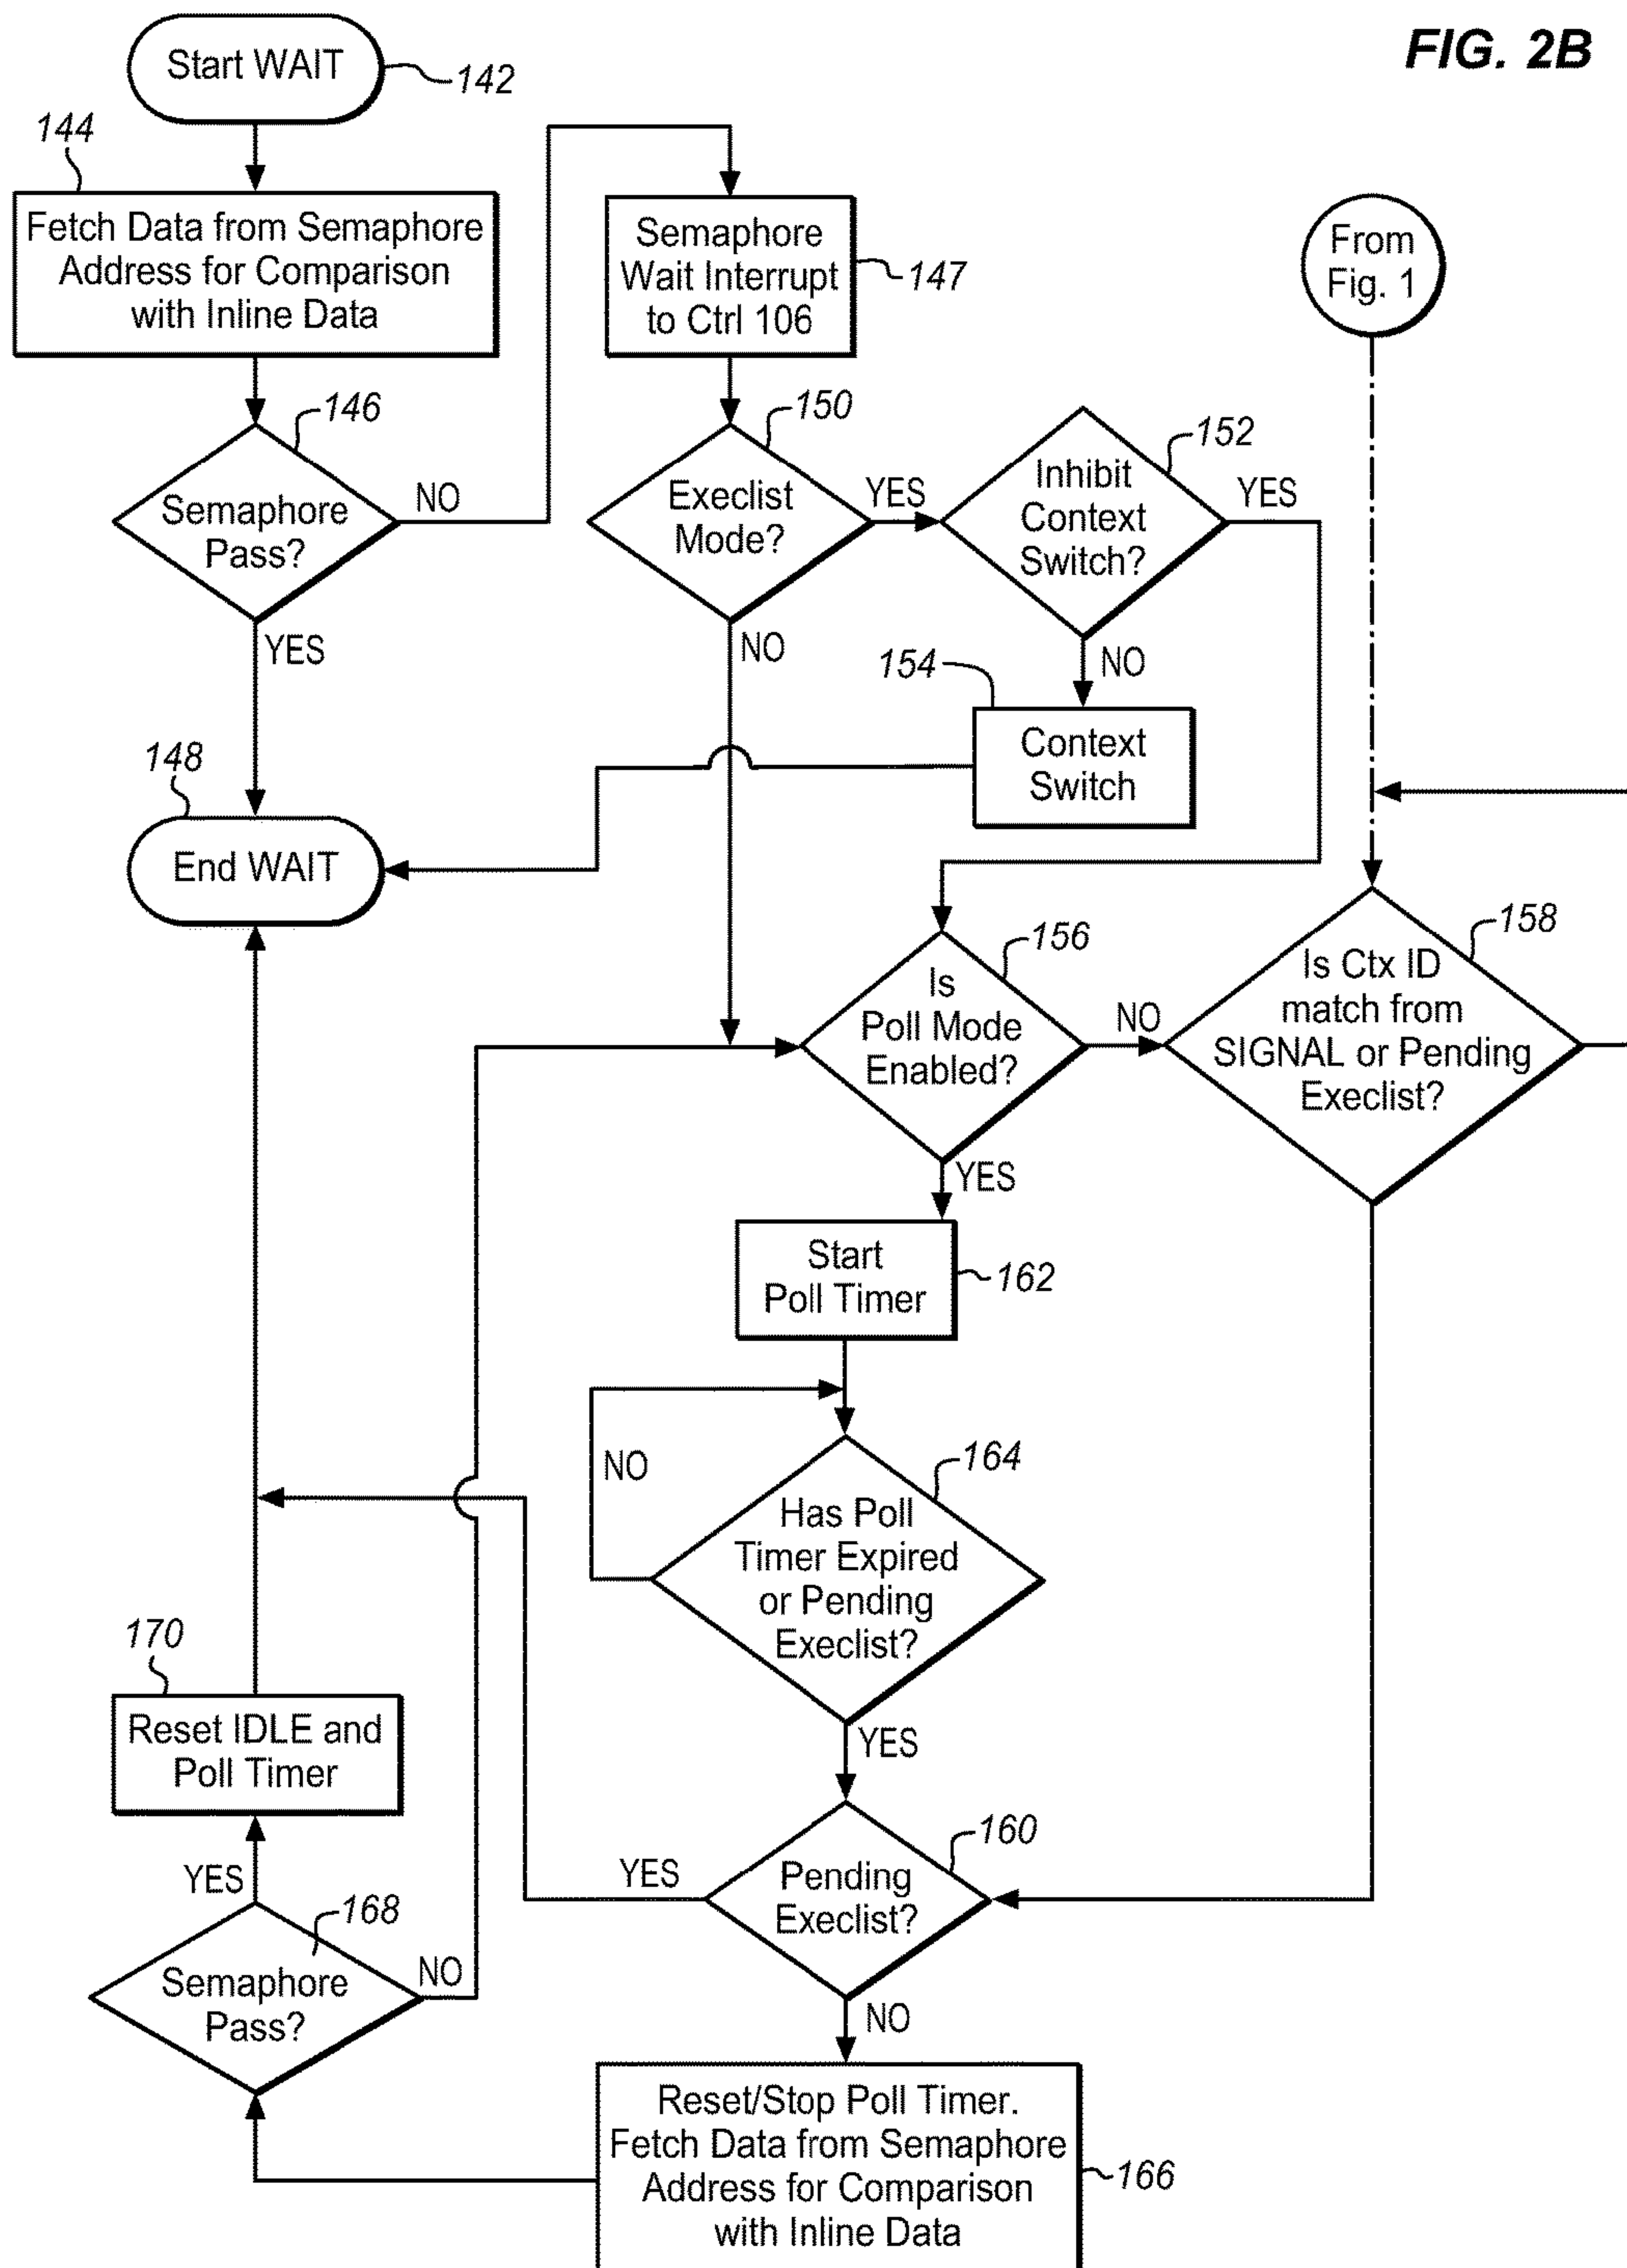 FIG. 2B
Start WAIT
142
144
Fetch Data from Semaphore
Address for Comparison
with Inline Data
Semaphore
Wait Interrupt
to Ctrl 106
147
From
Fig. 1
146
Semaphore
Pass?
NO
YES
150
Execlist
Mode?
YES
NO
152
Inhibit
Context
Switch?
YES
NO
154
Context
Switch
148
End WAIT
156
Is
Poll Mode
Enabled?
NO
YES
158
Is Ctx ID
match from
SIGNAL or Pending
Execlist?
Start
Poll Timer
162
NO
164
Has Poll
Timer Expired
or Pending
Execlist?
YES
170
Reset IDLE and
Poll Timer
160
Pending
Execlist?
YES
NO
YES
168
Semaphore
Pass?
NO
Reset/Stop Poll Timer.
Fetch Data from Semaphore
Address for Comparison
with Inline Data
166